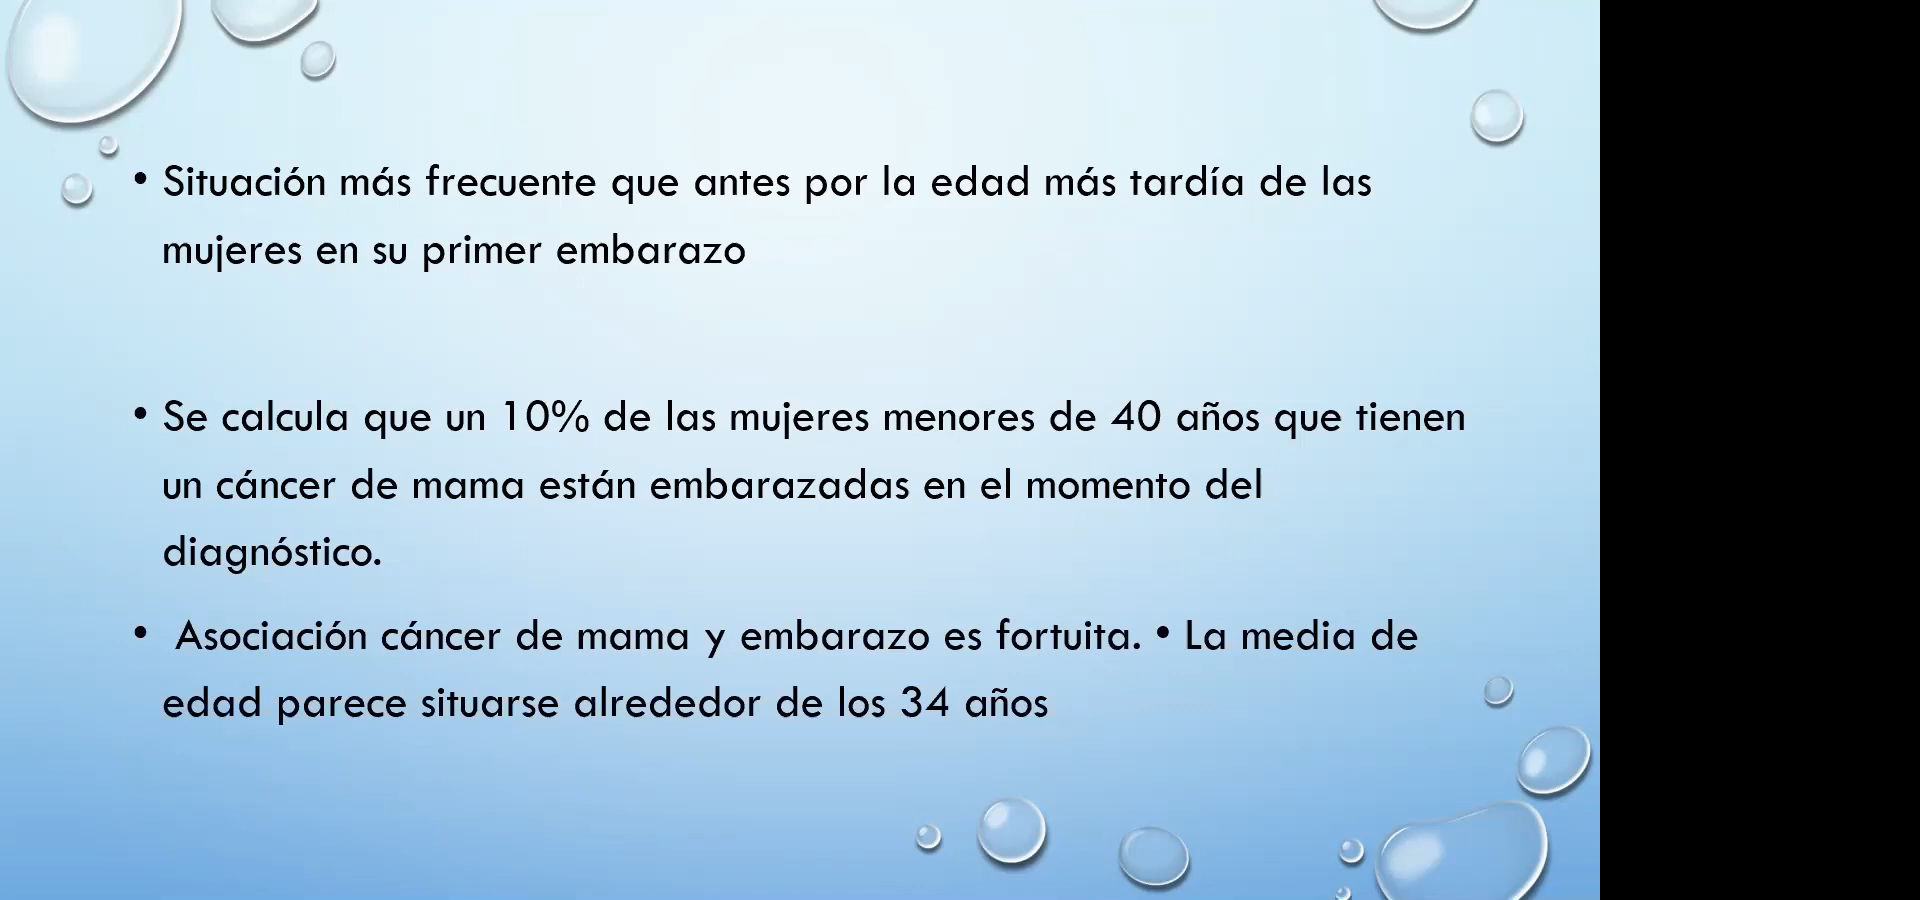 • Situación más frecuente que antes por la edad más tardía de las
mujeres en su primer embarazo
• Se calcula que un 10% de las mujeres menores de 40 años que tienen
un cáncer de mama están embarazadas en el momento del
diagnóstico.
• Asociación cáncer de mama y embarazo es fortuita. • La media de
edad parece situarse alrededor de los 34 años